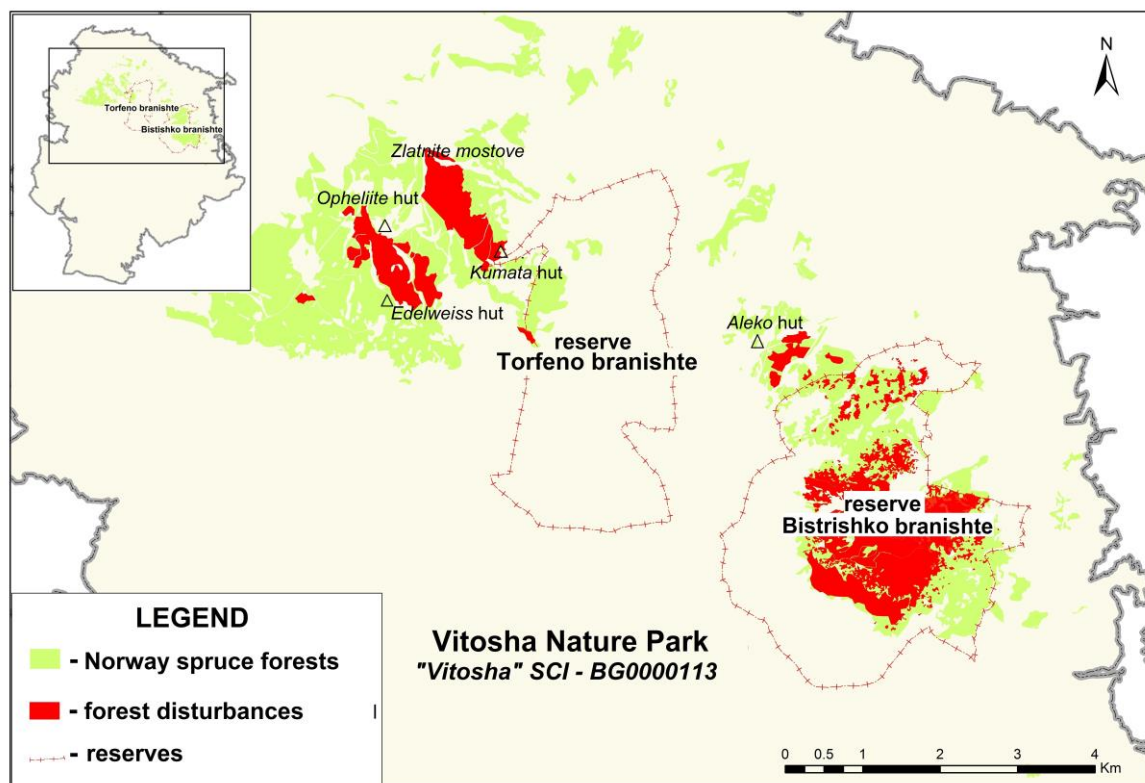 Torfeno branishte
Bistishko branishte
N
Zlatnite mostove
Opheliite hut
Kumata hut
Edelweiss hut
Aleko hut
reserve
Torfeno branishte
reserve
Bistrishko branishte
Vitosha Nature Park
"Vitosha" SCI - BG0000113
LEGEND
- Norway spruce forests
- forest disturbances
- reserves
0 0.5 1 2 3 4
Km